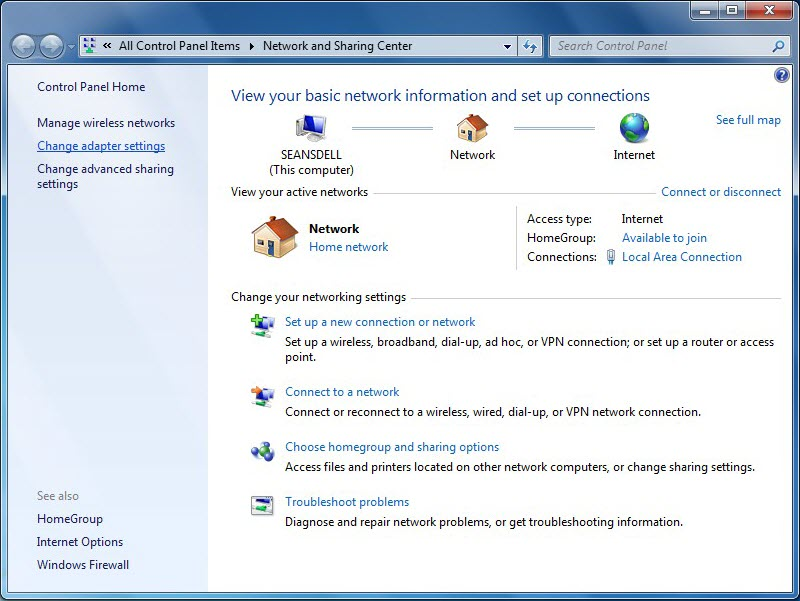 « All Control Panel Items ▸ Network and Sharing Center
Search Control Panel
Control Panel Home
Manage wireless networks
Change adapter settings
Change advanced sharing
settings
See also
HomeGroup
Internet Options
Windows Firewall
View your basic network information and set up connections
See full map
SEANSDELL
(This computer)
Network
Internet
View your active networks
Connect or disconnect
Network
Home network
Access type: Internet
HomeGroup: Available to join
Connections: Local Area Connection
Change your networking settings
Set up a new connection or network
Set up a wireless, broadband, dial-up, ad hoc, or VPN connection; or set up a router or access
point.
Connect to a network
Connect or reconnect to a wireless, wired, dial-up, or VPN network connection.
Choose homegroup and sharing options
Access files and printers located on other network computers, or change sharing settings.
Troubleshoot problems
Diagnose and repair network problems, or get troubleshooting information.